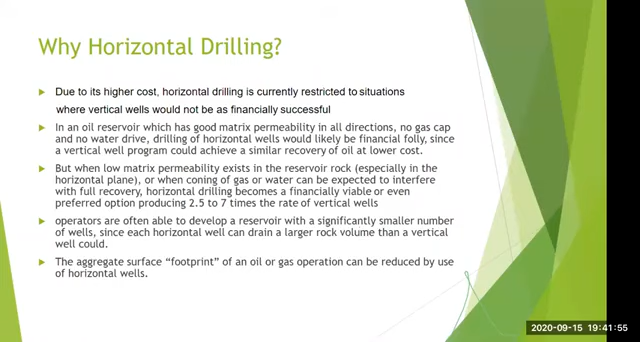 Why Horizontal Drilling?
Due to its higher cost, horizontal drilling is currently restricted to situations
where vertical wells would not be as financially successful
In an oil reservoir which has good matrix permeability in all directions, no gas cap
and no water drive, drilling of horizontal wells would likely be financial folly, since
a vertical well program could achieve a similar recovery of oil at lower cost.
But when low matrix permeability exists in the reservoir rock (especially in the
horizontal plane), or when coning of gas or water can be expected to interfere
with full recovery, horizontal drilling becomes a financially viable or even
preferred option producing 2.5 to 7 times the rate of vertical wells
operators are often able to develop a reservoir with a significantly smaller number
of wells, since each horizontal well can drain a larger rock volume than a vertical
well could.
The aggregate surface “footprint” of an oil or gas operation can be reduced by use
of horizontal wells.
2020-09-15 19:41:55